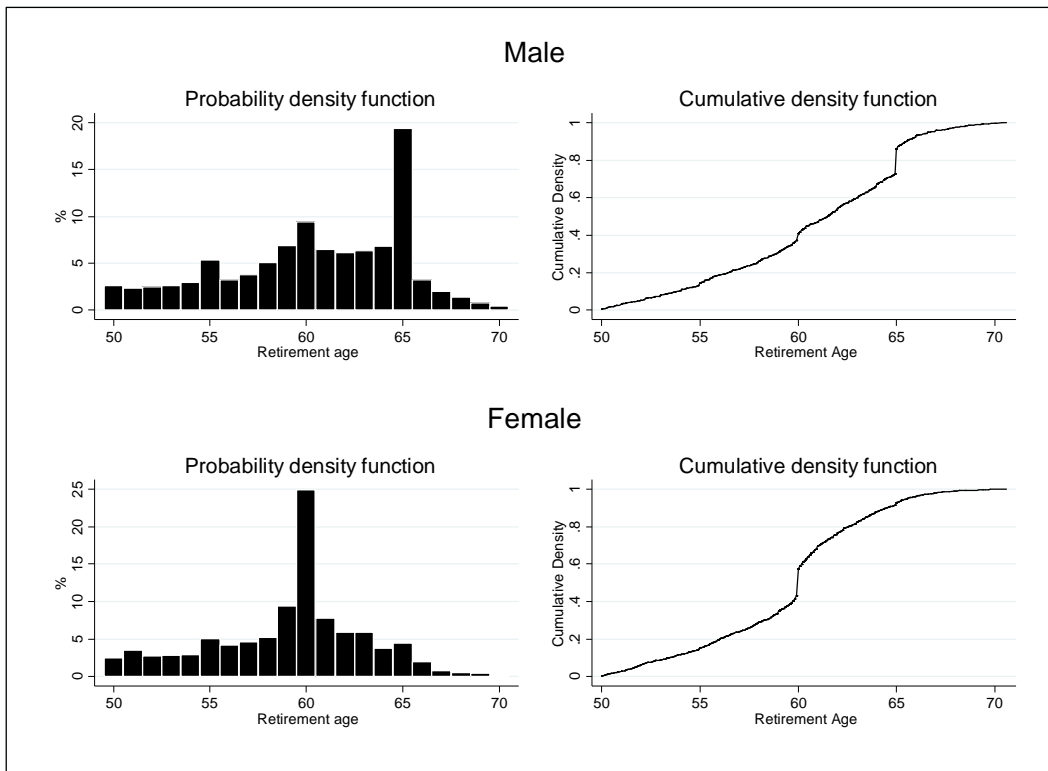 Male
Probability density function
%
20
15
10
5
0
50 55 60 65 70
Retirement age
Cumulative density function
Cumulative Density
1
.8
.6
.4
.2
0
50 55 60 65 70
Retirement Age
Female
Probability density function
%
25
20
15
10
5
0
50 55 60 65 70
Retirement age
Cumulative density function
Cumulative Density
1
.8
.6
.4
.2
0
50 55 60 65 70
Retirement Age